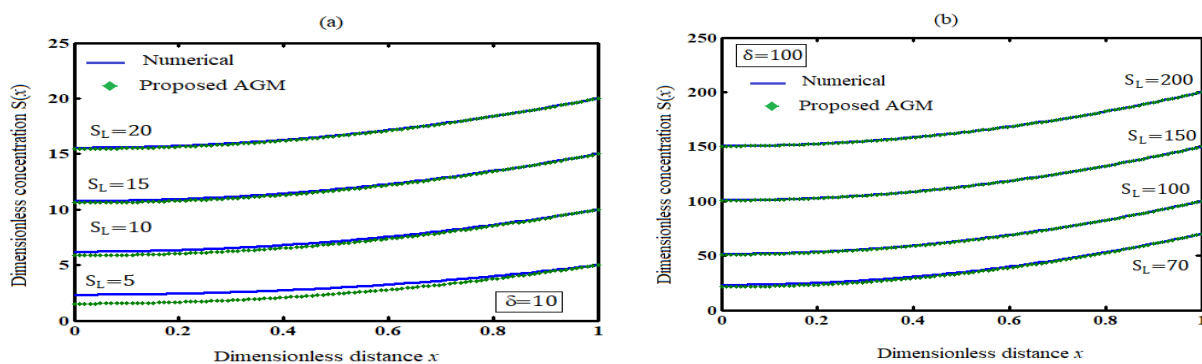 (a)
25
20
15
10
5
0
Dimensionless concentration S(x)
Numerical
Proposed AGM
S_L=20
S_L=15
S_L=10
S_L=5
δ=10
0 0.2 0.4 0.6 0.8 1
Dimensionless distance x
(b)
250
200
150
100
50
0
Dimensionless concentration S(x)
δ=100
Numerical
Proposed AGM
S_L=200
S_L=150
S_L=100
S_L=70
0 0.2 0.4 0.6 0.8 1
Dimensionless distance x